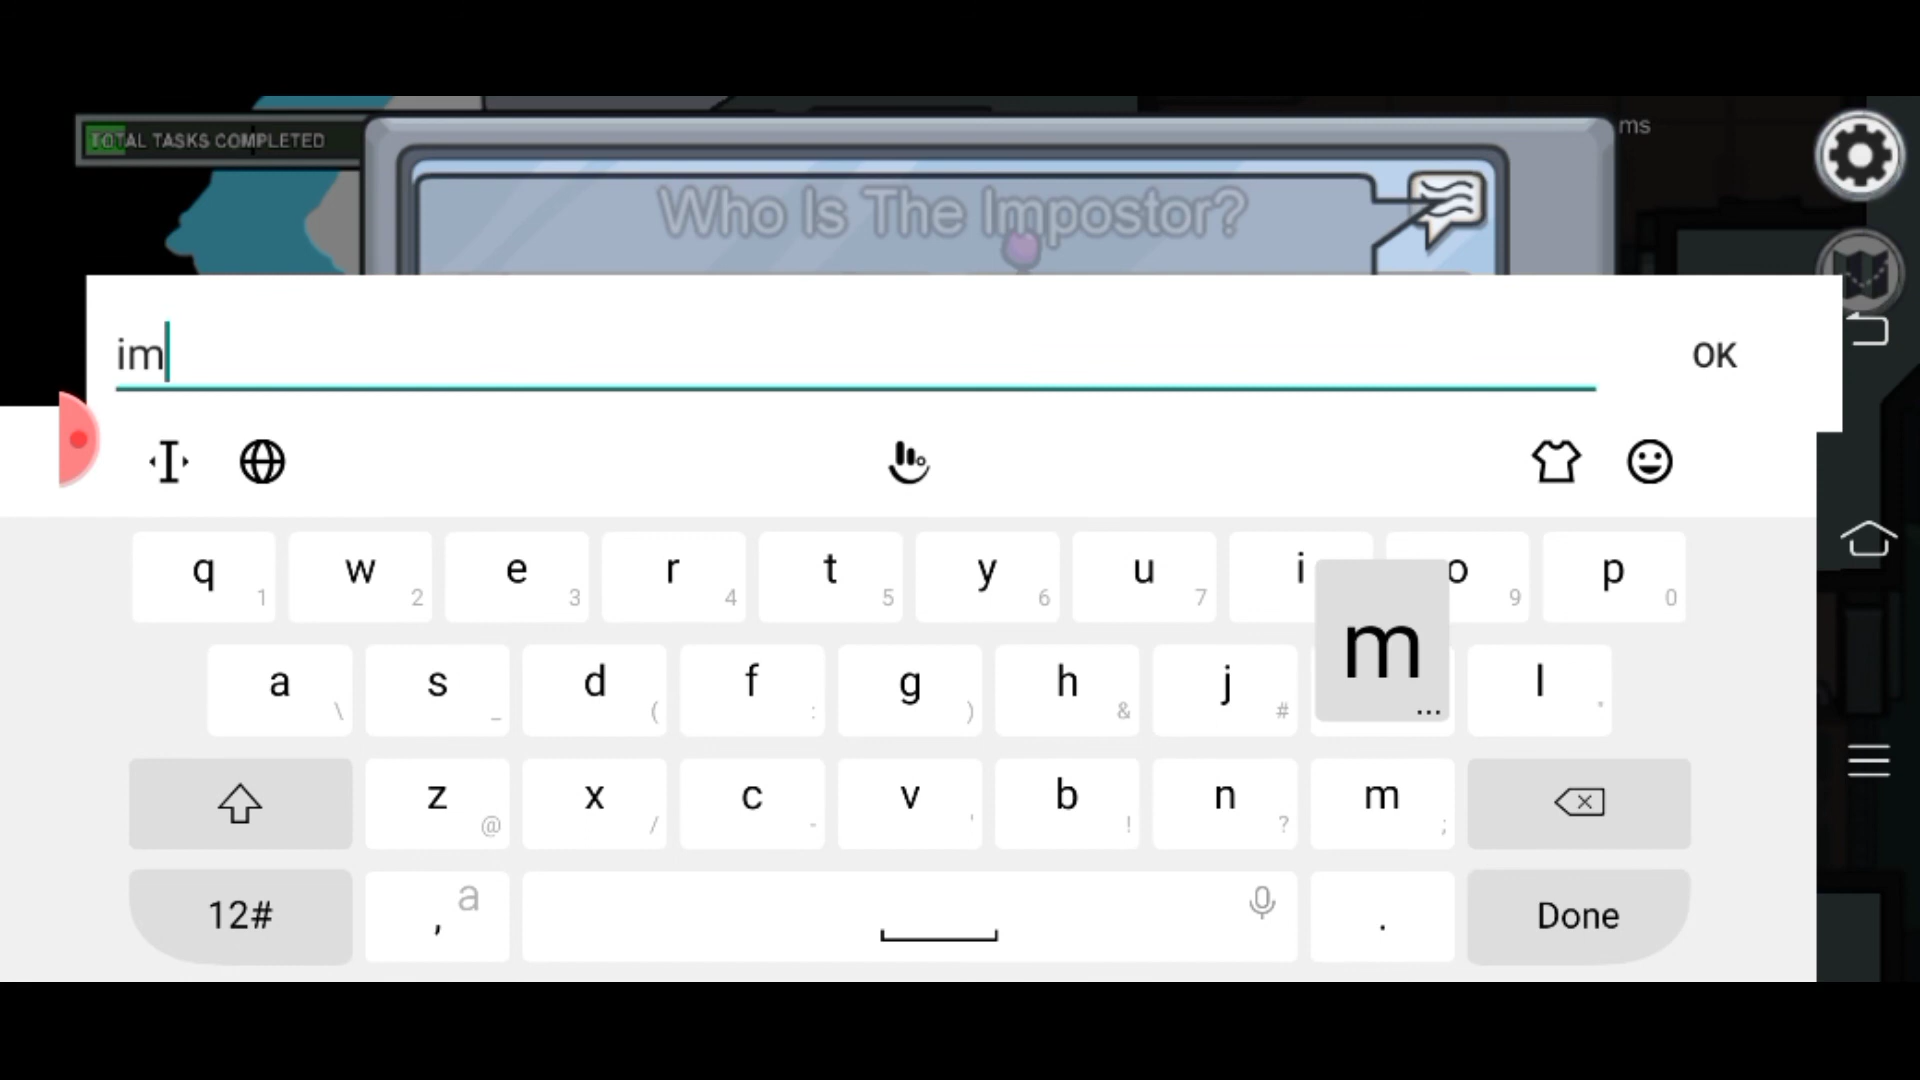 TOTAL TASKS COMPLETED
ms
Who Is The Impostor?
im
OK
q 1 w 2 e 3 r 4 t 5 y 6 u 7 i o 9 p 0
m ...
a \ s _ d ( f : g ) h & j # l "
z @ x / c - v ' b ! n ? m ;
12# , a . Done